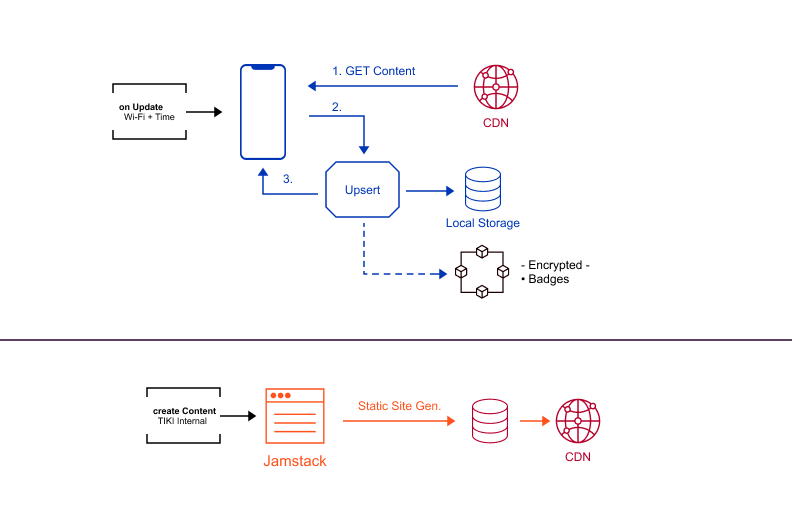 1. GET Content
on Update
Wi-Fi + Time
2.
CDN
3.
Upsert
Local Storage
- Encrypted -
• Badges
create Content
TIKI Internal
Static Site Gen.
Jamstack
CDN